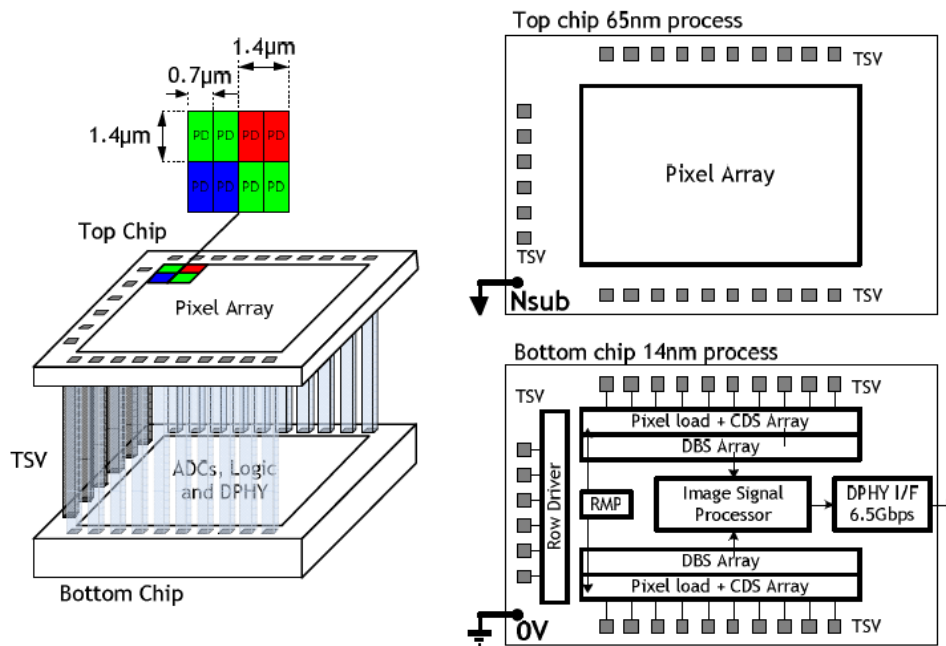 1.4µm
0.7µm
1.4µm
PD PD PD PD
PD PD PD PD
Top Chip
Pixel Array
TSV
ADCs, Logic
and DPHY
Bottom Chip
Top chip 65nm process
TSV
Pixel Array
TSV
Nsub
TSV
Bottom chip 14nm process
TSV
TSV
Pixel load + CDS Array
DBS Array
Row Driver
RMP
Image Signal
Processor
DPHY I/F
6.5Gbps
DBS Array
Pixel load + CDS Array
0V
TSV